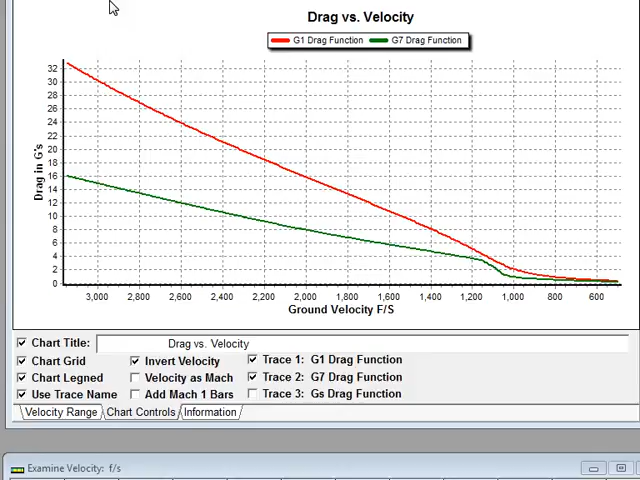 Drag vs. Velocity
G1 Drag Function G7 Drag Function
32
30
28
26
24
22
20
18
16
14
12
10
8
6
4
2
0
Drag in G's
3,000 2,800 2,600 2,400 2,200 2,000 1,800 1,600 1,400 1,200 1,000 800 600
Ground Velocity F/S
Chart Title: Drag vs. Velocity
Chart Grid Invert Velocity Trace 1: G1 Drag Function
Chart Legned Velocity as Mach Trace 2: G7 Drag Function
Use Trace Name Add Mach 1 Bars Trace 3: Gs Drag Function
Velocity Range Chart Controls Information
Examine Velocity: f/s